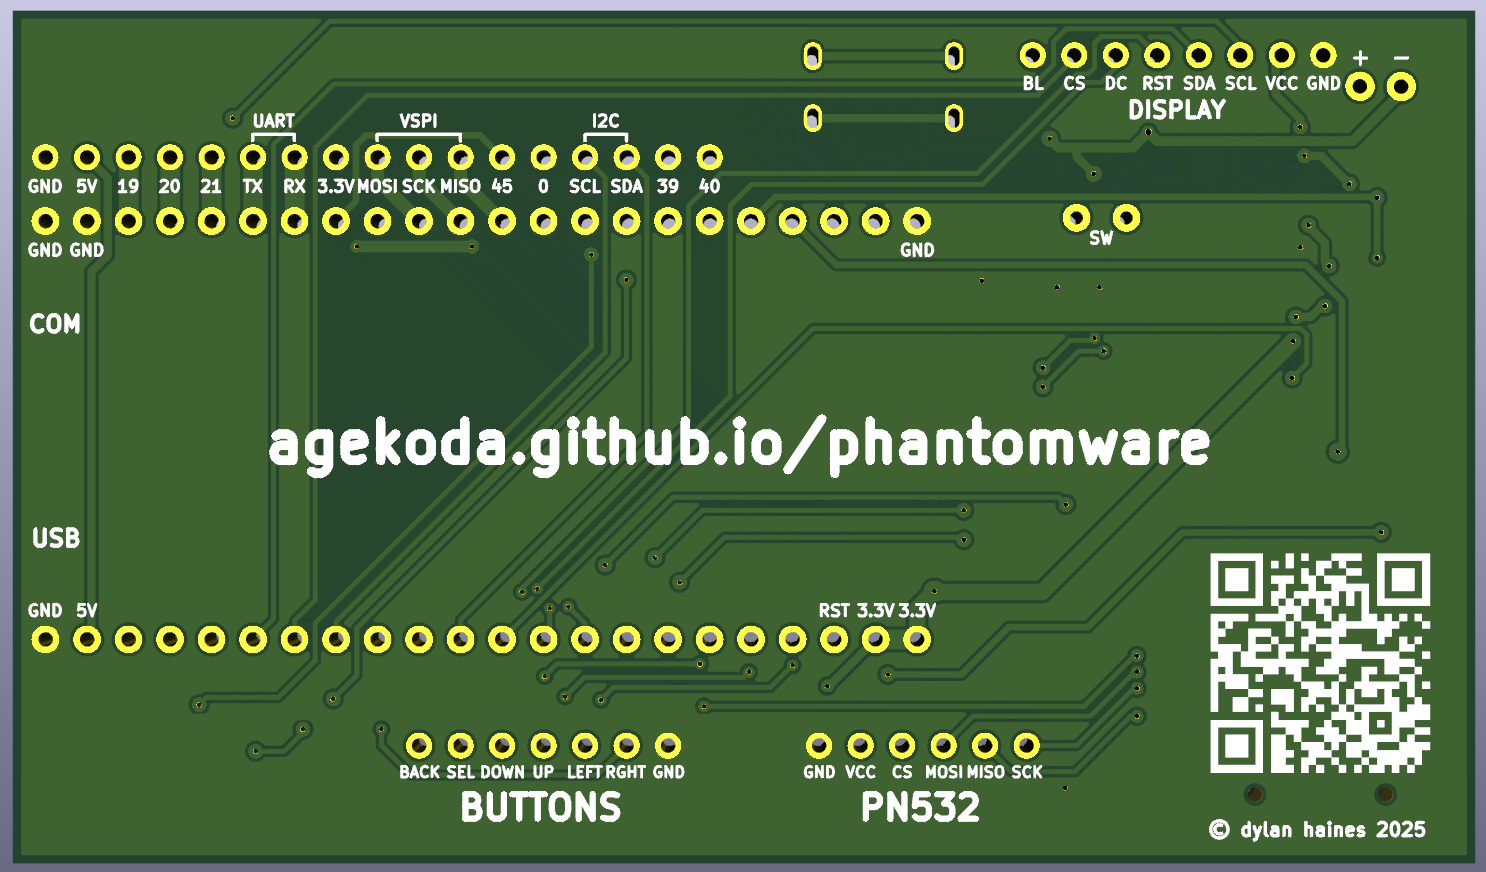 + −
BL CS DC RST SDA SCL VCC GND
DISPLAY
UART VSPI I2C
GND 5V 19 20 21 TX RX 3.3V MOSI SCK MISO 45 0 SCL SDA 39 40
SW
GND GND GND
COM
agekoda.github.io/phantomware
USB
GND 5V RST 3.3V 3.3V
BACK SEL DOWN UP LEFT RGHT GND
BUTTONS
GND VCC CS MOSI MISO SCK
PN532
© dylan haines 2025